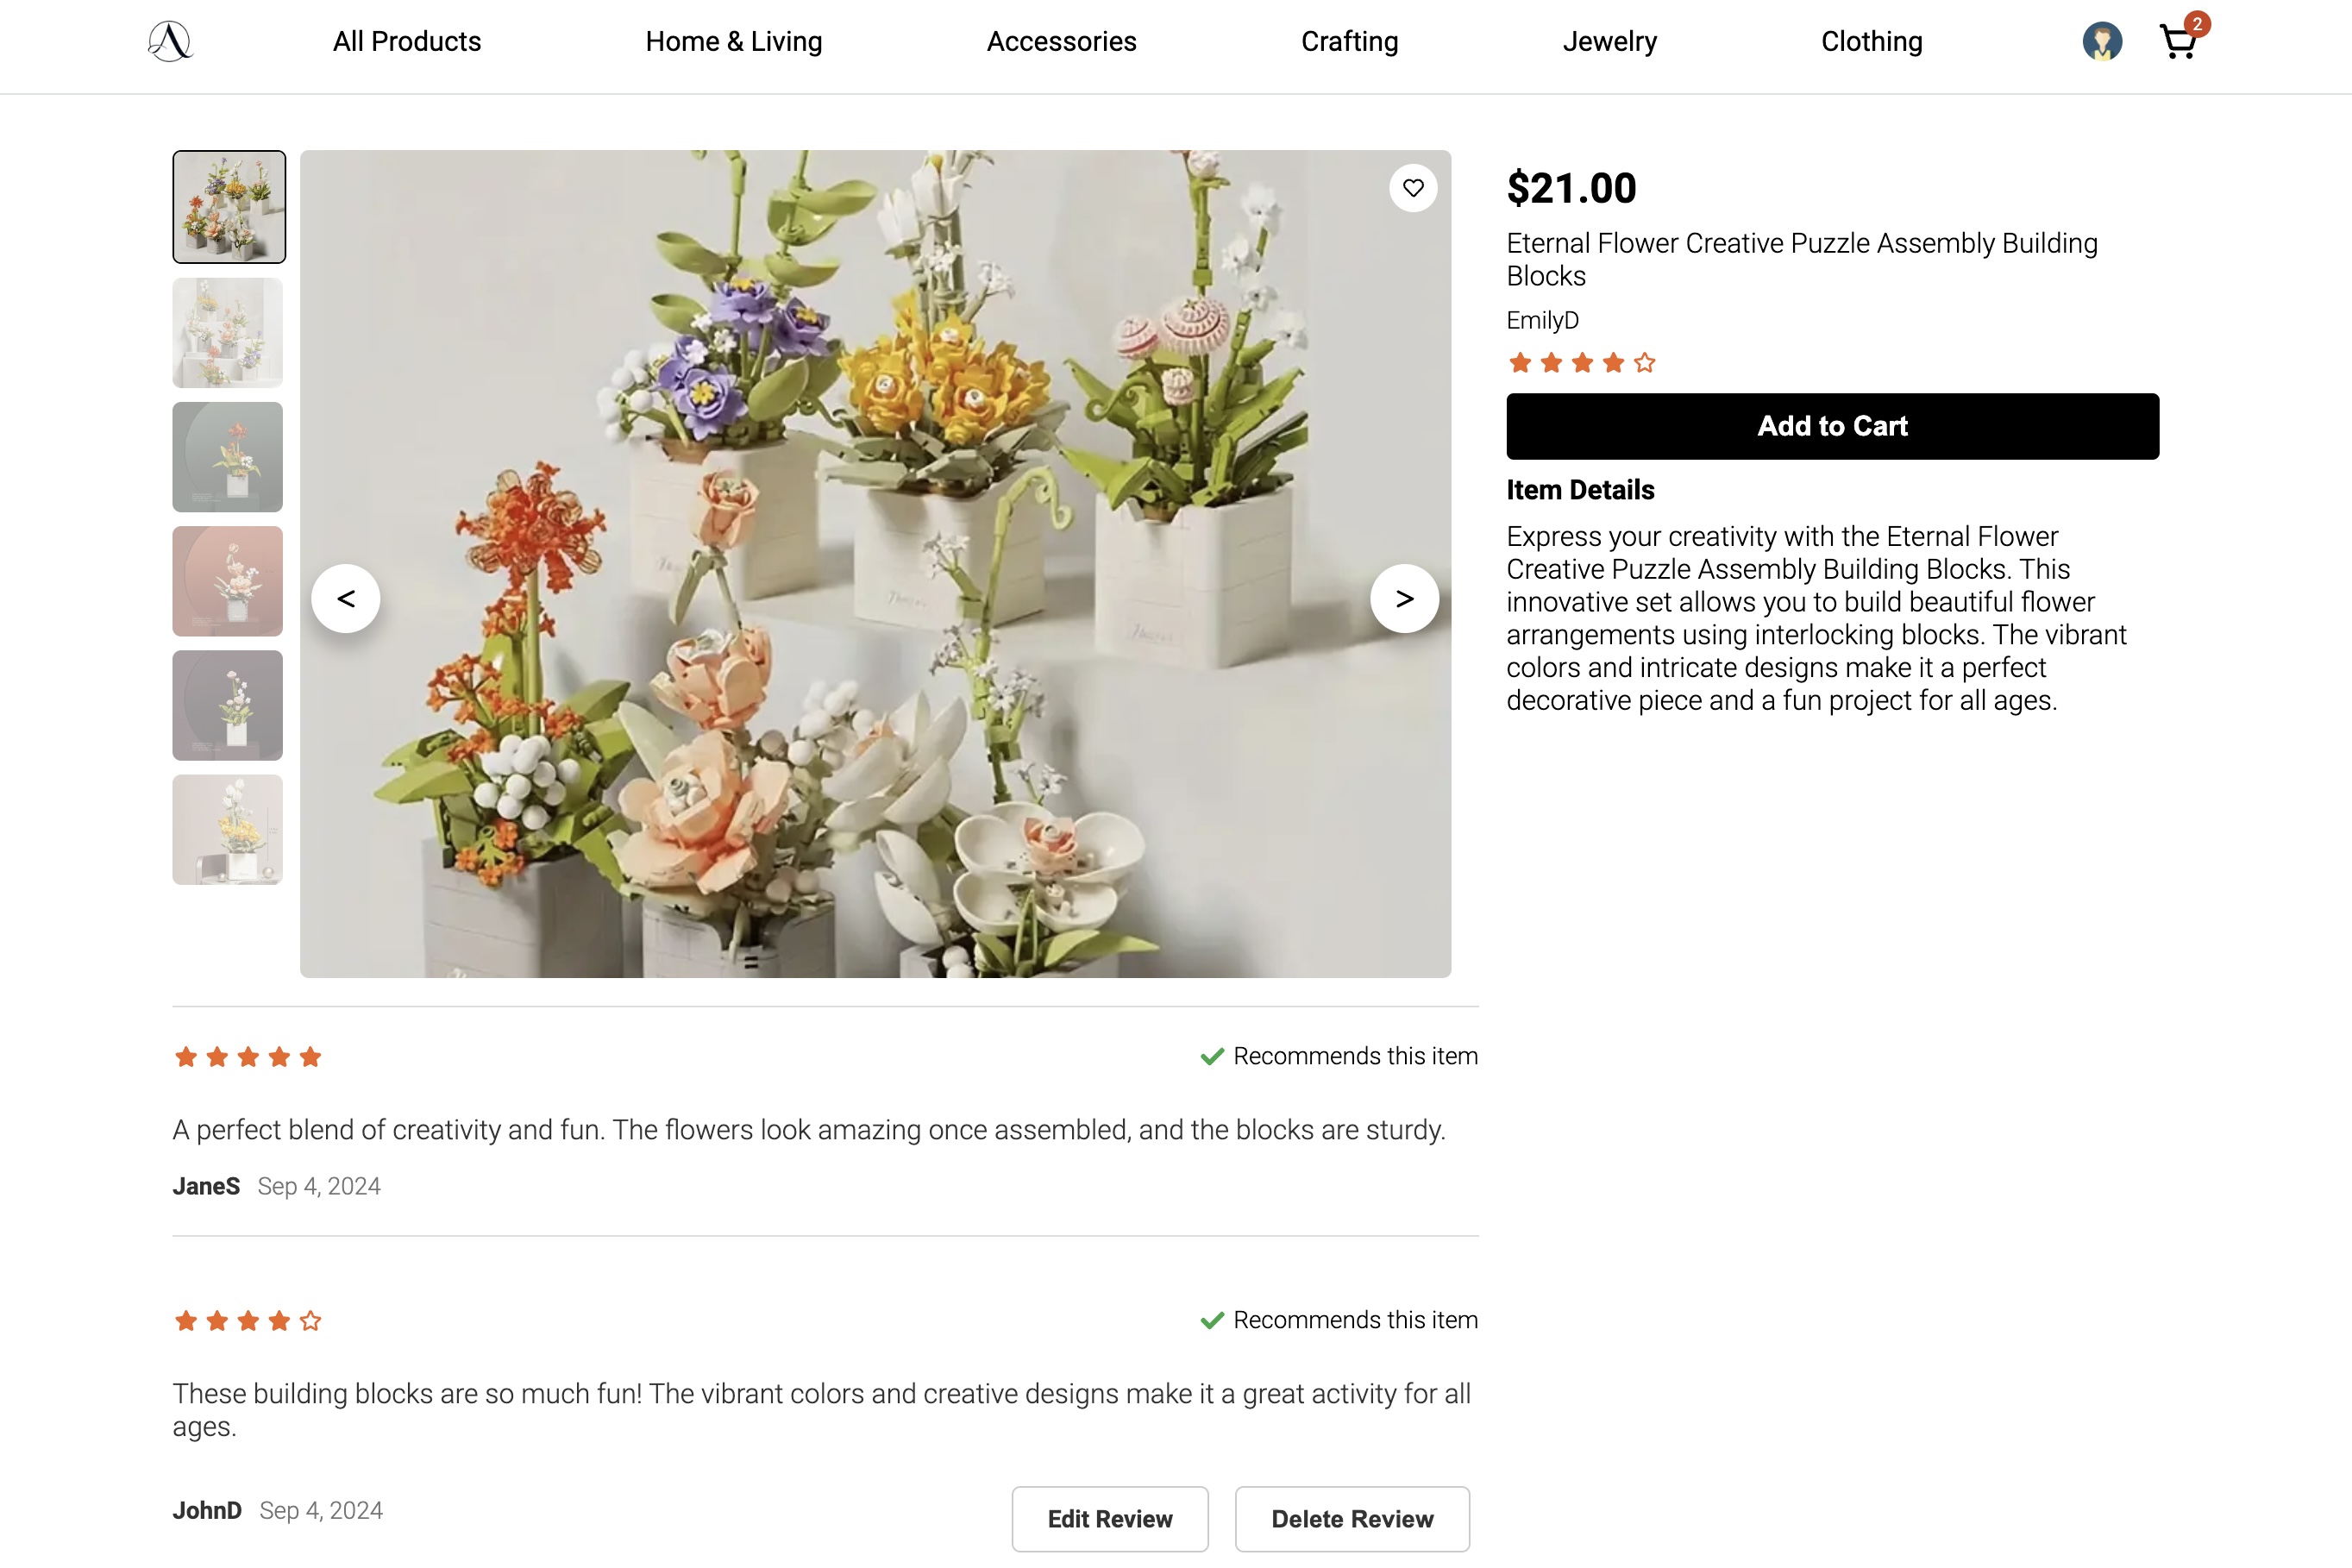 All Products
Home & Living
Accessories
Crafting
Jewelry
Clothing
2
$21.00
Eternal Flower Creative Puzzle Assembly Building
Blocks
EmilyD
Add to Cart
Item Details
Express your creativity with the Eternal Flower
Creative Puzzle Assembly Building Blocks. This
innovative set allows you to build beautiful flower
arrangements using interlocking blocks. The vibrant
colors and intricate designs make it a perfect
decorative piece and a fun project for all ages.
<
>
Recommends this item
A perfect blend of creativity and fun. The flowers look amazing once assembled, and the blocks are sturdy.
JaneS Sep 4, 2024
Recommends this item
These building blocks are so much fun! The vibrant colors and creative designs make it a great activity for all
ages.
JohnD Sep 4, 2024
Edit Review
Delete Review